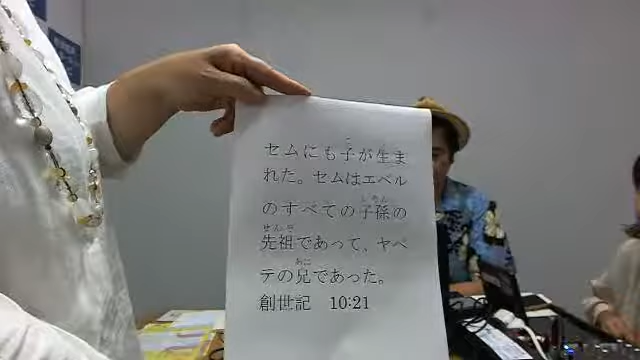 セムにも子が生ま
れた。セムはエベル
のすべての子孫の
先祖であって、ヤペ
テの兄であった。
創世記 10:21